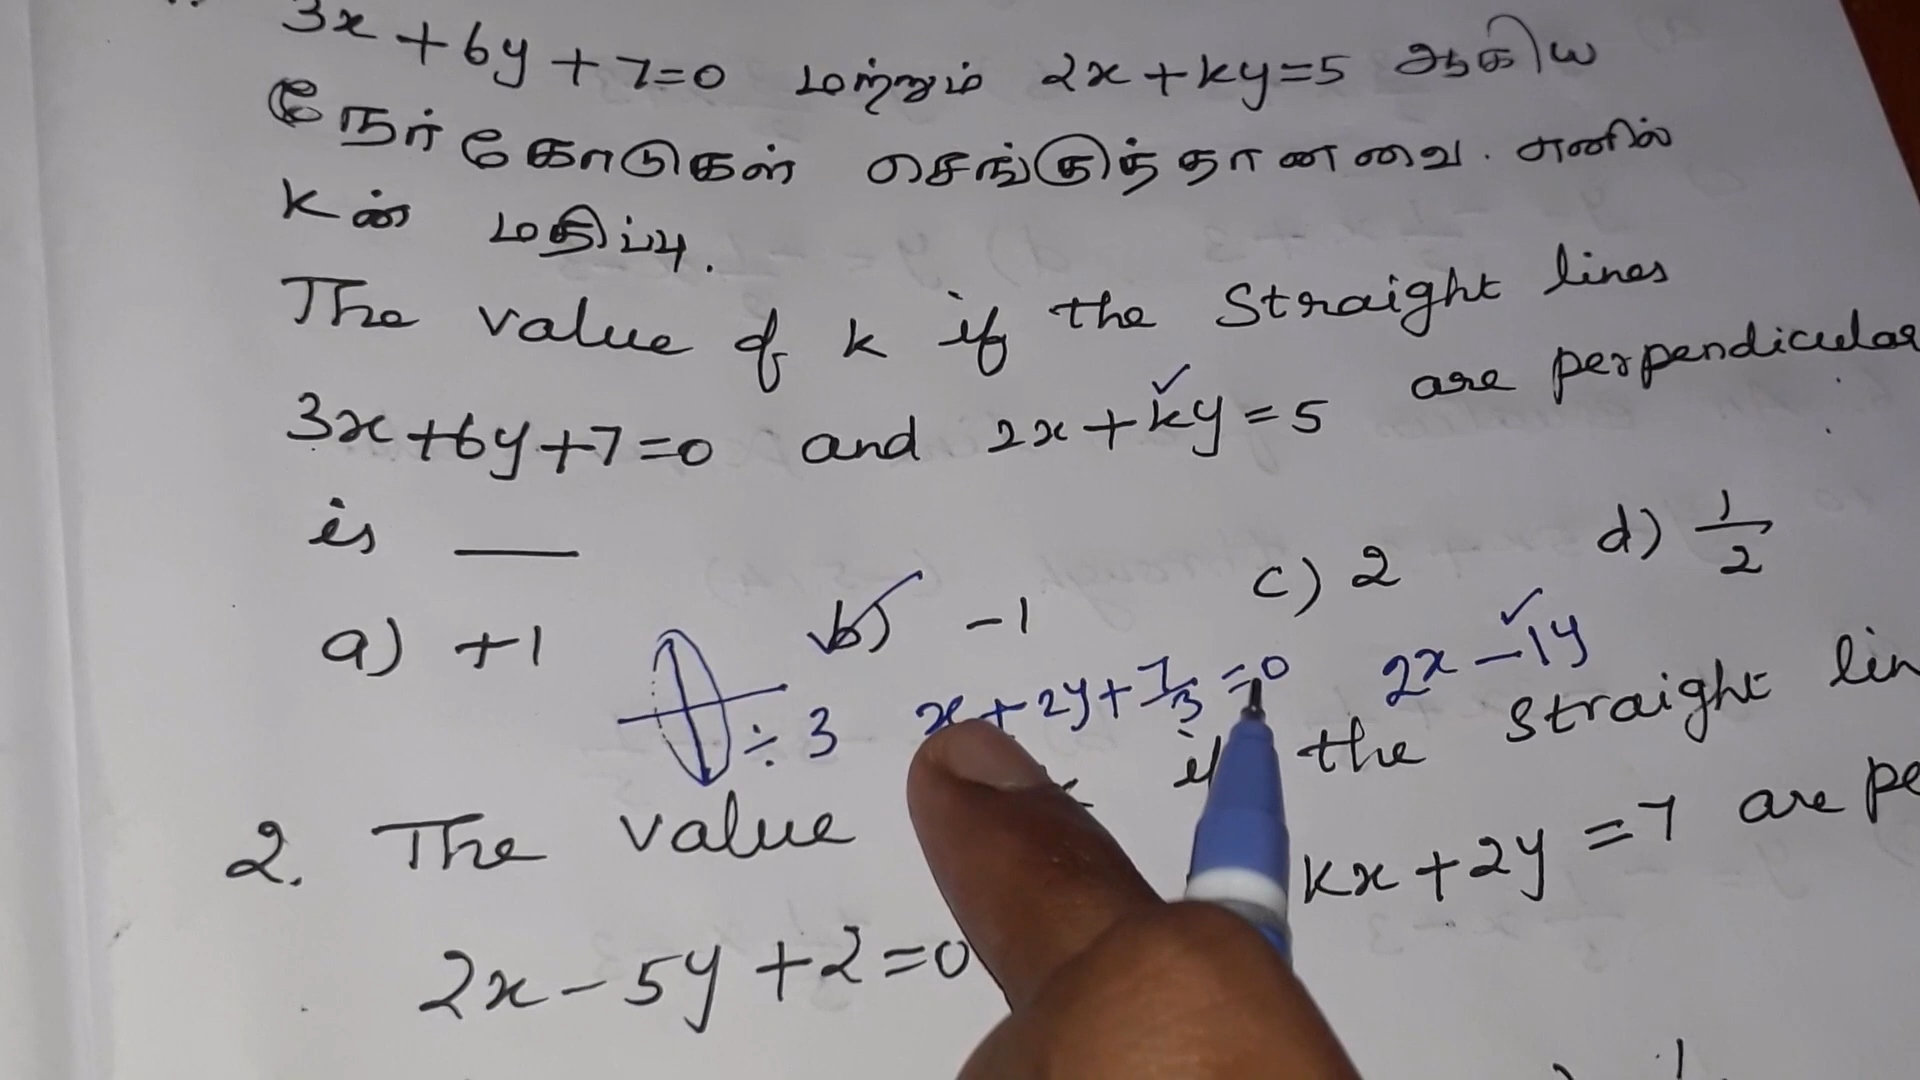 3x + 6y + 7 = 0 மற்றும் 2x + ky = 5 ஆகிய
நேர்கோடுகள் செங்குத்தானவை. எனில்
k ன் மதிப்பு.
The value of k if the straight lines
3x + 6y + 7 = 0 and 2x + ky = 5 are perpendicular
is ___
a) +1 b) -1 c) 2 d) 1/2
÷ 3 x + 2y + 7/3 = 0 2x - 1y
2. The value if the straight lin
2x - 5y + 2 = 0 kx + 2y = 7 are pe